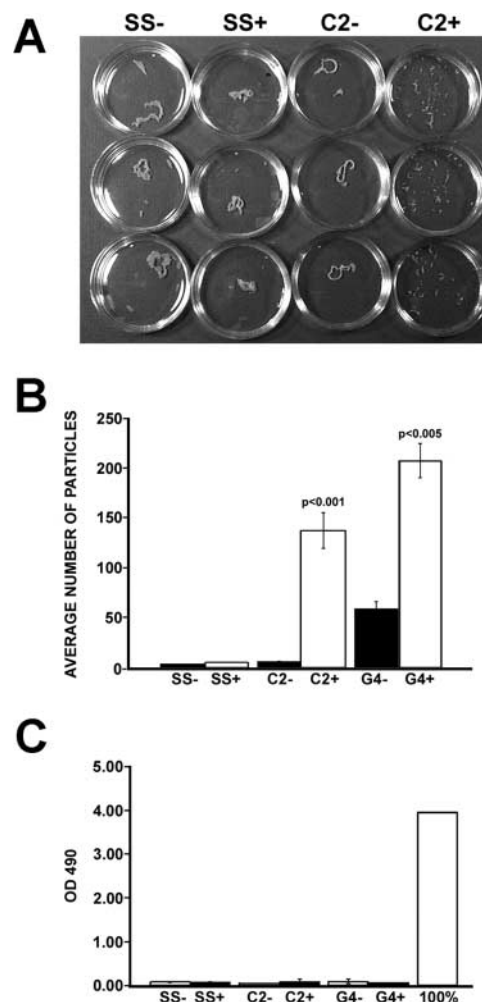 A
SS- SS+ C2- C2+
B
AVERAGE NUMBER OF PARTICLES
250
200
150
100
50
0
p<0.001
p<0.005
SS- SS+ C2- C2+ G4- G4+
C
OD 490
5.00
4.00
3.00
2.00
1.00
0.00
SS- SS+ C2- C2+ G4- G4+ 100%